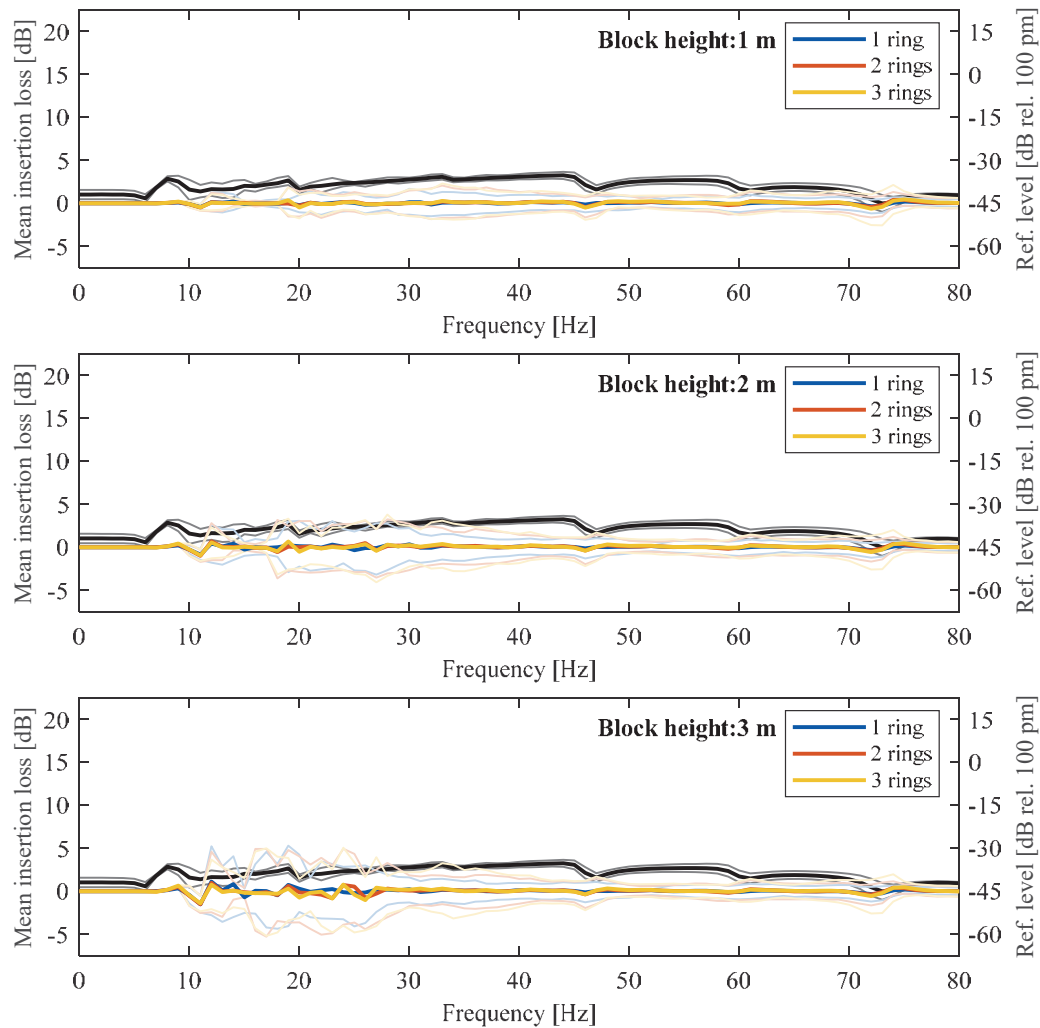 20
15
10
5
0
-5
Mean insertion loss [dB]
Block height:1 m
1 ring
2 rings
3 rings
15
0
-15
-30
-45
-60
Ref. level [dB rel. 100 pm]
0 10 20 30 40 50 60 70 80
Frequency [Hz]
20
15
10
5
0
-5
Mean insertion loss [dB]
Block height:2 m
1 ring
2 rings
3 rings
15
0
-15
-30
-45
-60
Ref. level [dB rel. 100 pm]
0 10 20 30 40 50 60 70 80
Frequency [Hz]
20
15
10
5
0
-5
Mean insertion loss [dB]
Block height:3 m
1 ring
2 rings
3 rings
15
0
-15
-30
-45
-60
Ref. level [dB rel. 100 pm]
0 10 20 30 40 50 60 70 80
Frequency [Hz]